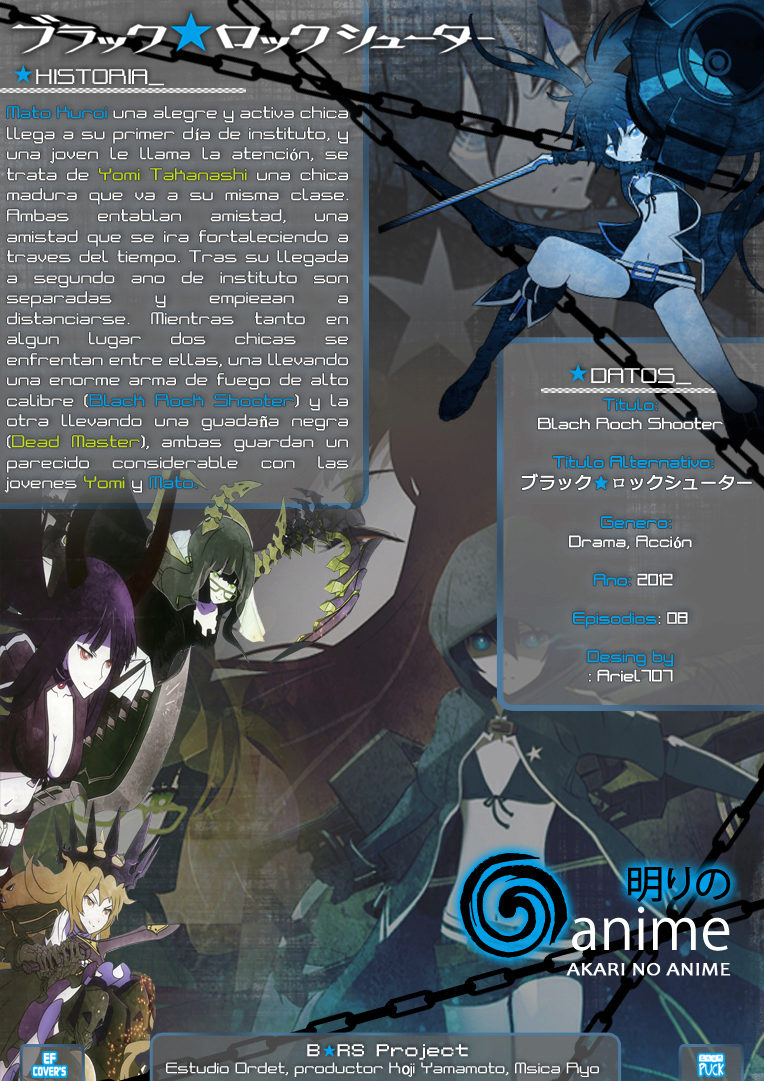 ブラック★ロックシューター
★HISTORIA_
Mato Kuroi una alegre y activa chica
llega a su primer día de instituto, y
una joven le llama la atención, se
trata de Yomi Takanashi una chica
madura que va a su misma clase.
Ambas entablan amistad, una
amistad que se ira fortaleciendo a
traves del tiempo. Tras su llegada
a segundo ano de instituto son
separadas y empiezan a
distanciarse. Mientras tanto en
algun lugar dos chicas se
enfrentan entre ellas, una llevando
una enorme arma de fuego de alto
calibre (Black Rock Shooter) y la
otra llevando una guadaña negra
(Dead Master), ambas guardan un
parecido considerable con las
jovenes Yomi y Mato.
★DATOS_
Titulo:
Black Rock Shooter
Titulo Alternativo:
ブラック★ロックシューター
Genero:
Drama, Acción
Ano: 2012
Episodios: 08
Desing by
: Ariel707
明りの
anime
AKARI NO ANIME
B★RS Project
Estudio Ordet, productor Koji Yamamoto, Msica Ryo
EF
COVER'S
PUCK